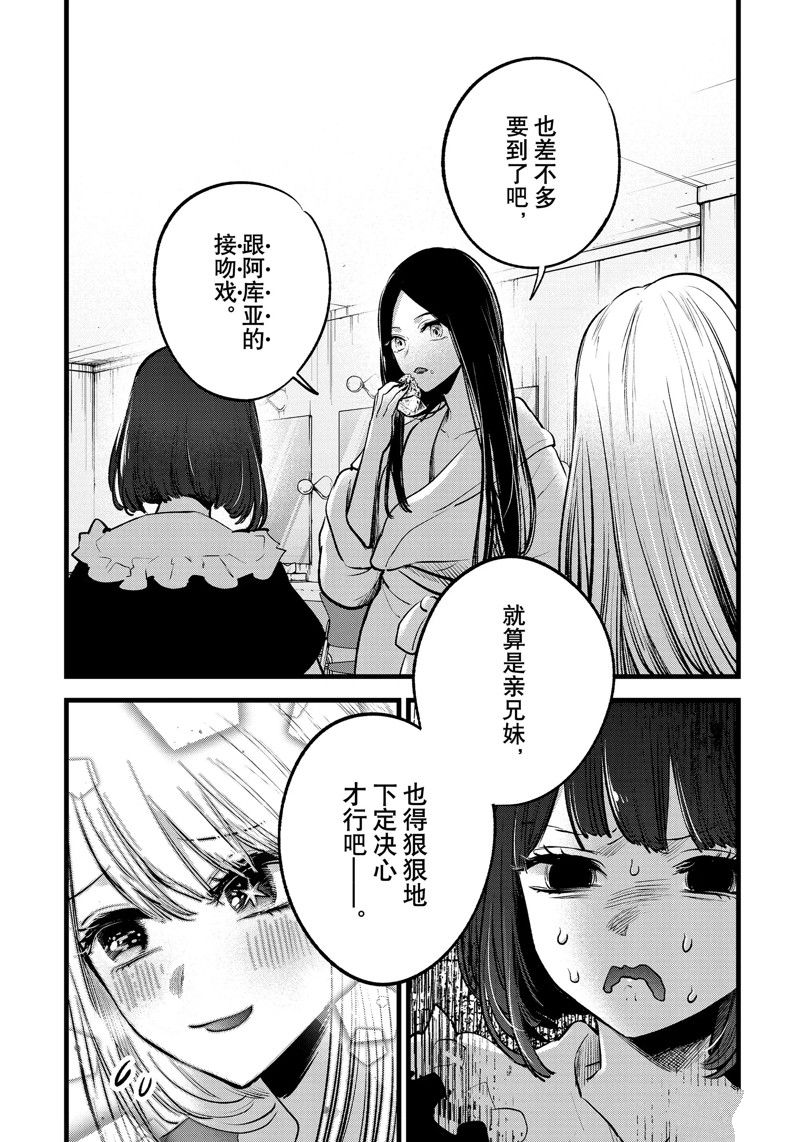 也差不多
要到了吧，
跟阿库亚的
接吻戏。
就算是亲兄妹，
也得狠狠地
下定决心
才行吧——。